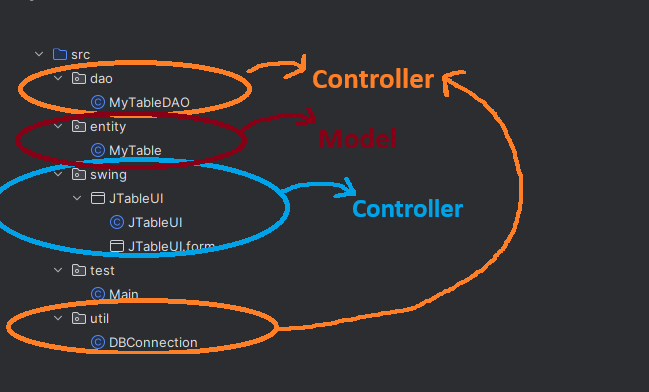 src
dao
Controller
MyTableDAO
entity
Model
MyTable
swing
JTableUI
Controller
JTableUI
JTableUI.form
test
Main
util
DBConnection